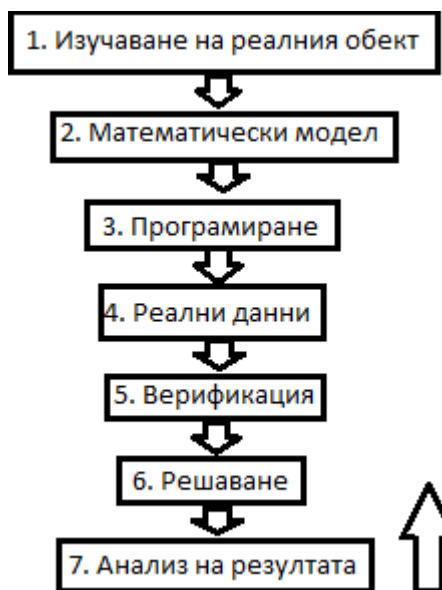 1. Изучаване на реалния обект
2. Математически модел
3. Програмиране
4. Реални данни
5. Верификация
6. Решаване
7. Анализ на резултата